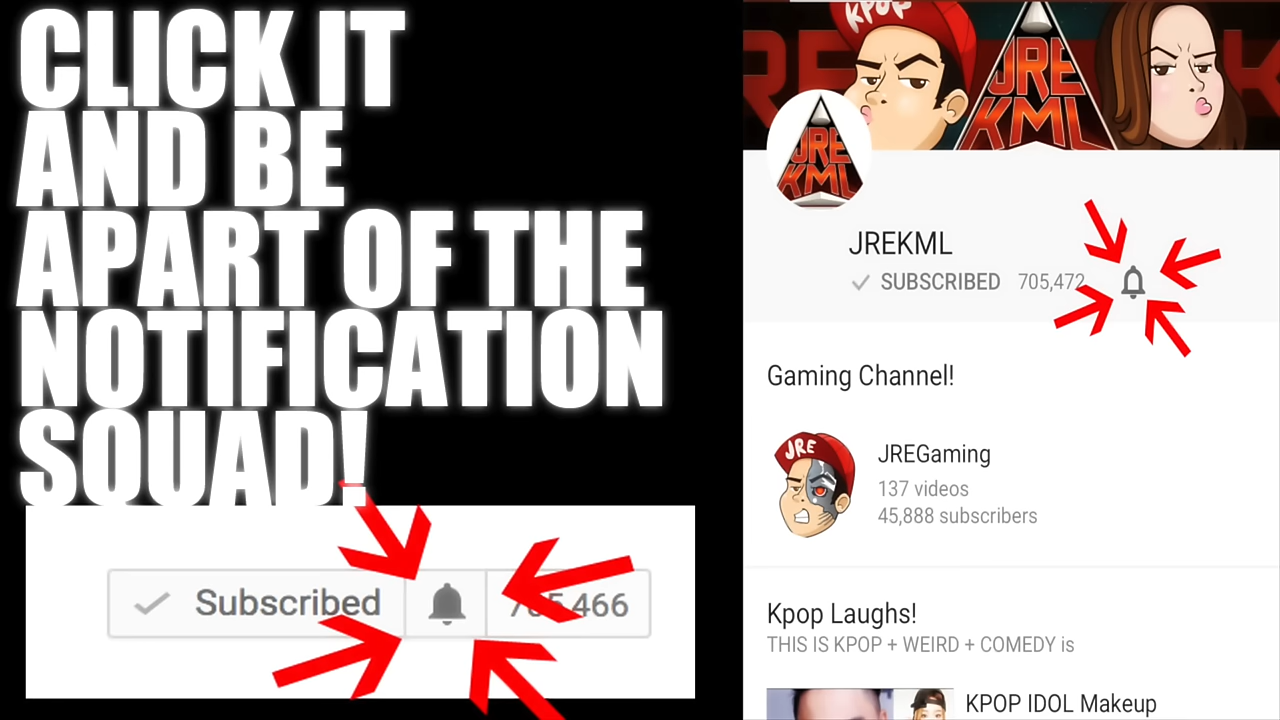 CLICK IT
AND BE
APART OF THE
NOTIFICATION
SQUAD!
Subscribed
KPOP
JRE
KML
JRE
KML
JREKML
SUBSCRIBED 705,472
Gaming Channel!
JRE
JREGaming
137 videos
45,888 subscribers
Kpop Laughs!
THIS IS KPOP + WEIRD + COMEDY is
KPOP IDOL Makeup